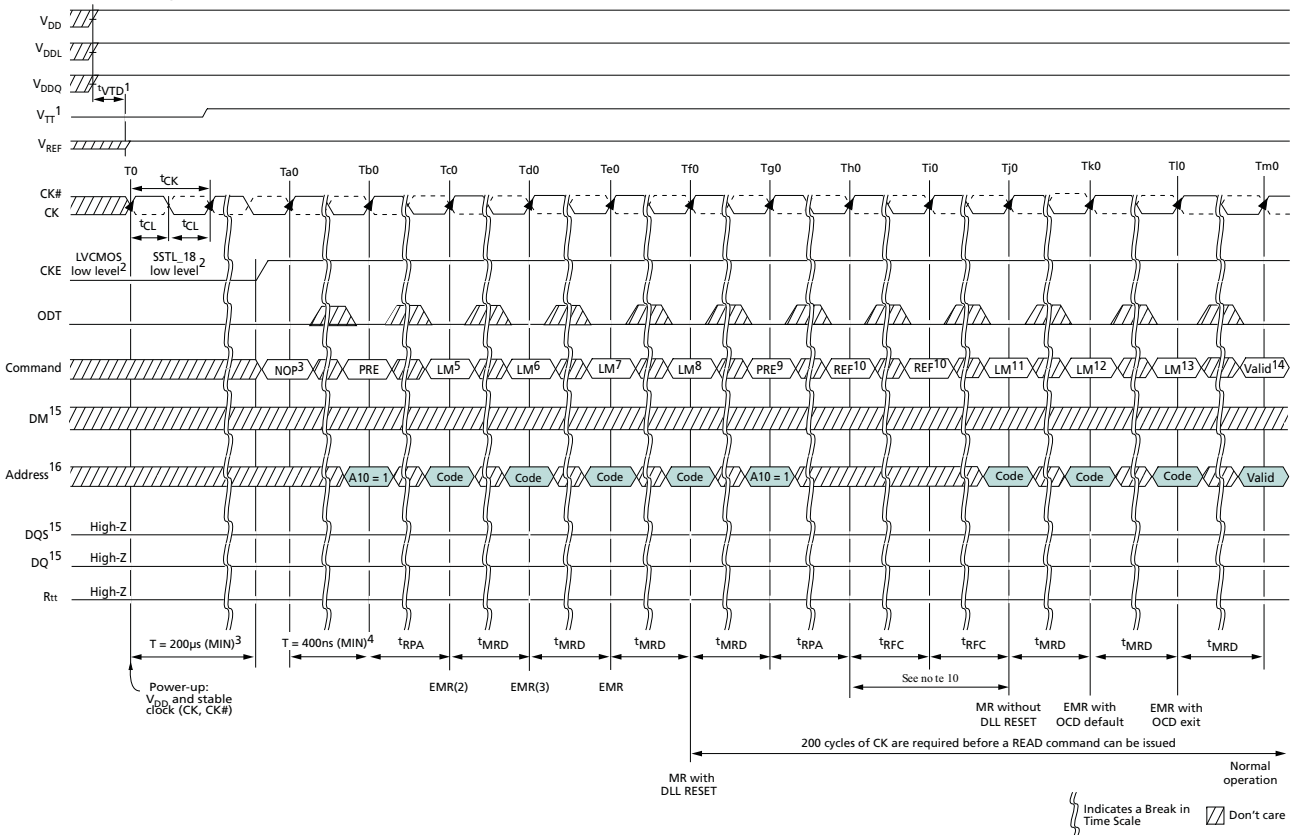 VDD
VDDL
VDDQ
tVTD1
VTT1
VREF
T0 Ta0 Tb0 Tc0 Td0 Te0 Tf0 Tg0 Th0 Ti0 Tj0 Tk0 Tl0 Tm0
tCK
CK#
CK
tCL tCL
LVCMOS low level2
SSTL_18 low level2
CKE
ODT
Command NOP3 PRE LM5 LM6 LM7 LM8 PRE9 REF10 REF10 LM11 LM12 LM13 Valid14
DM15
Address16 A10 = 1 Code Code Code Code A10 = 1 Code Code Code Valid
DQS15 High-Z
DQ15 High-Z
Rtt High-Z
T = 200µs (MIN)3 T = 400ns (MIN)4 tRPA tMRD tMRD tMRD tMRD tRPA tRFC tRFC tMRD tMRD tMRD
Power-up:
VDD and stable
clock (CK, CK#)
EMR(2) EMR(3) EMR
See note 10
MR without
DLL RESET
EMR with
OCD default
EMR with
OCD exit
200 cycles of CK are required before a READ command can be issued
MR with
DLL RESET
Normal
operation
Indicates a Break in
Time Scale
Don't care